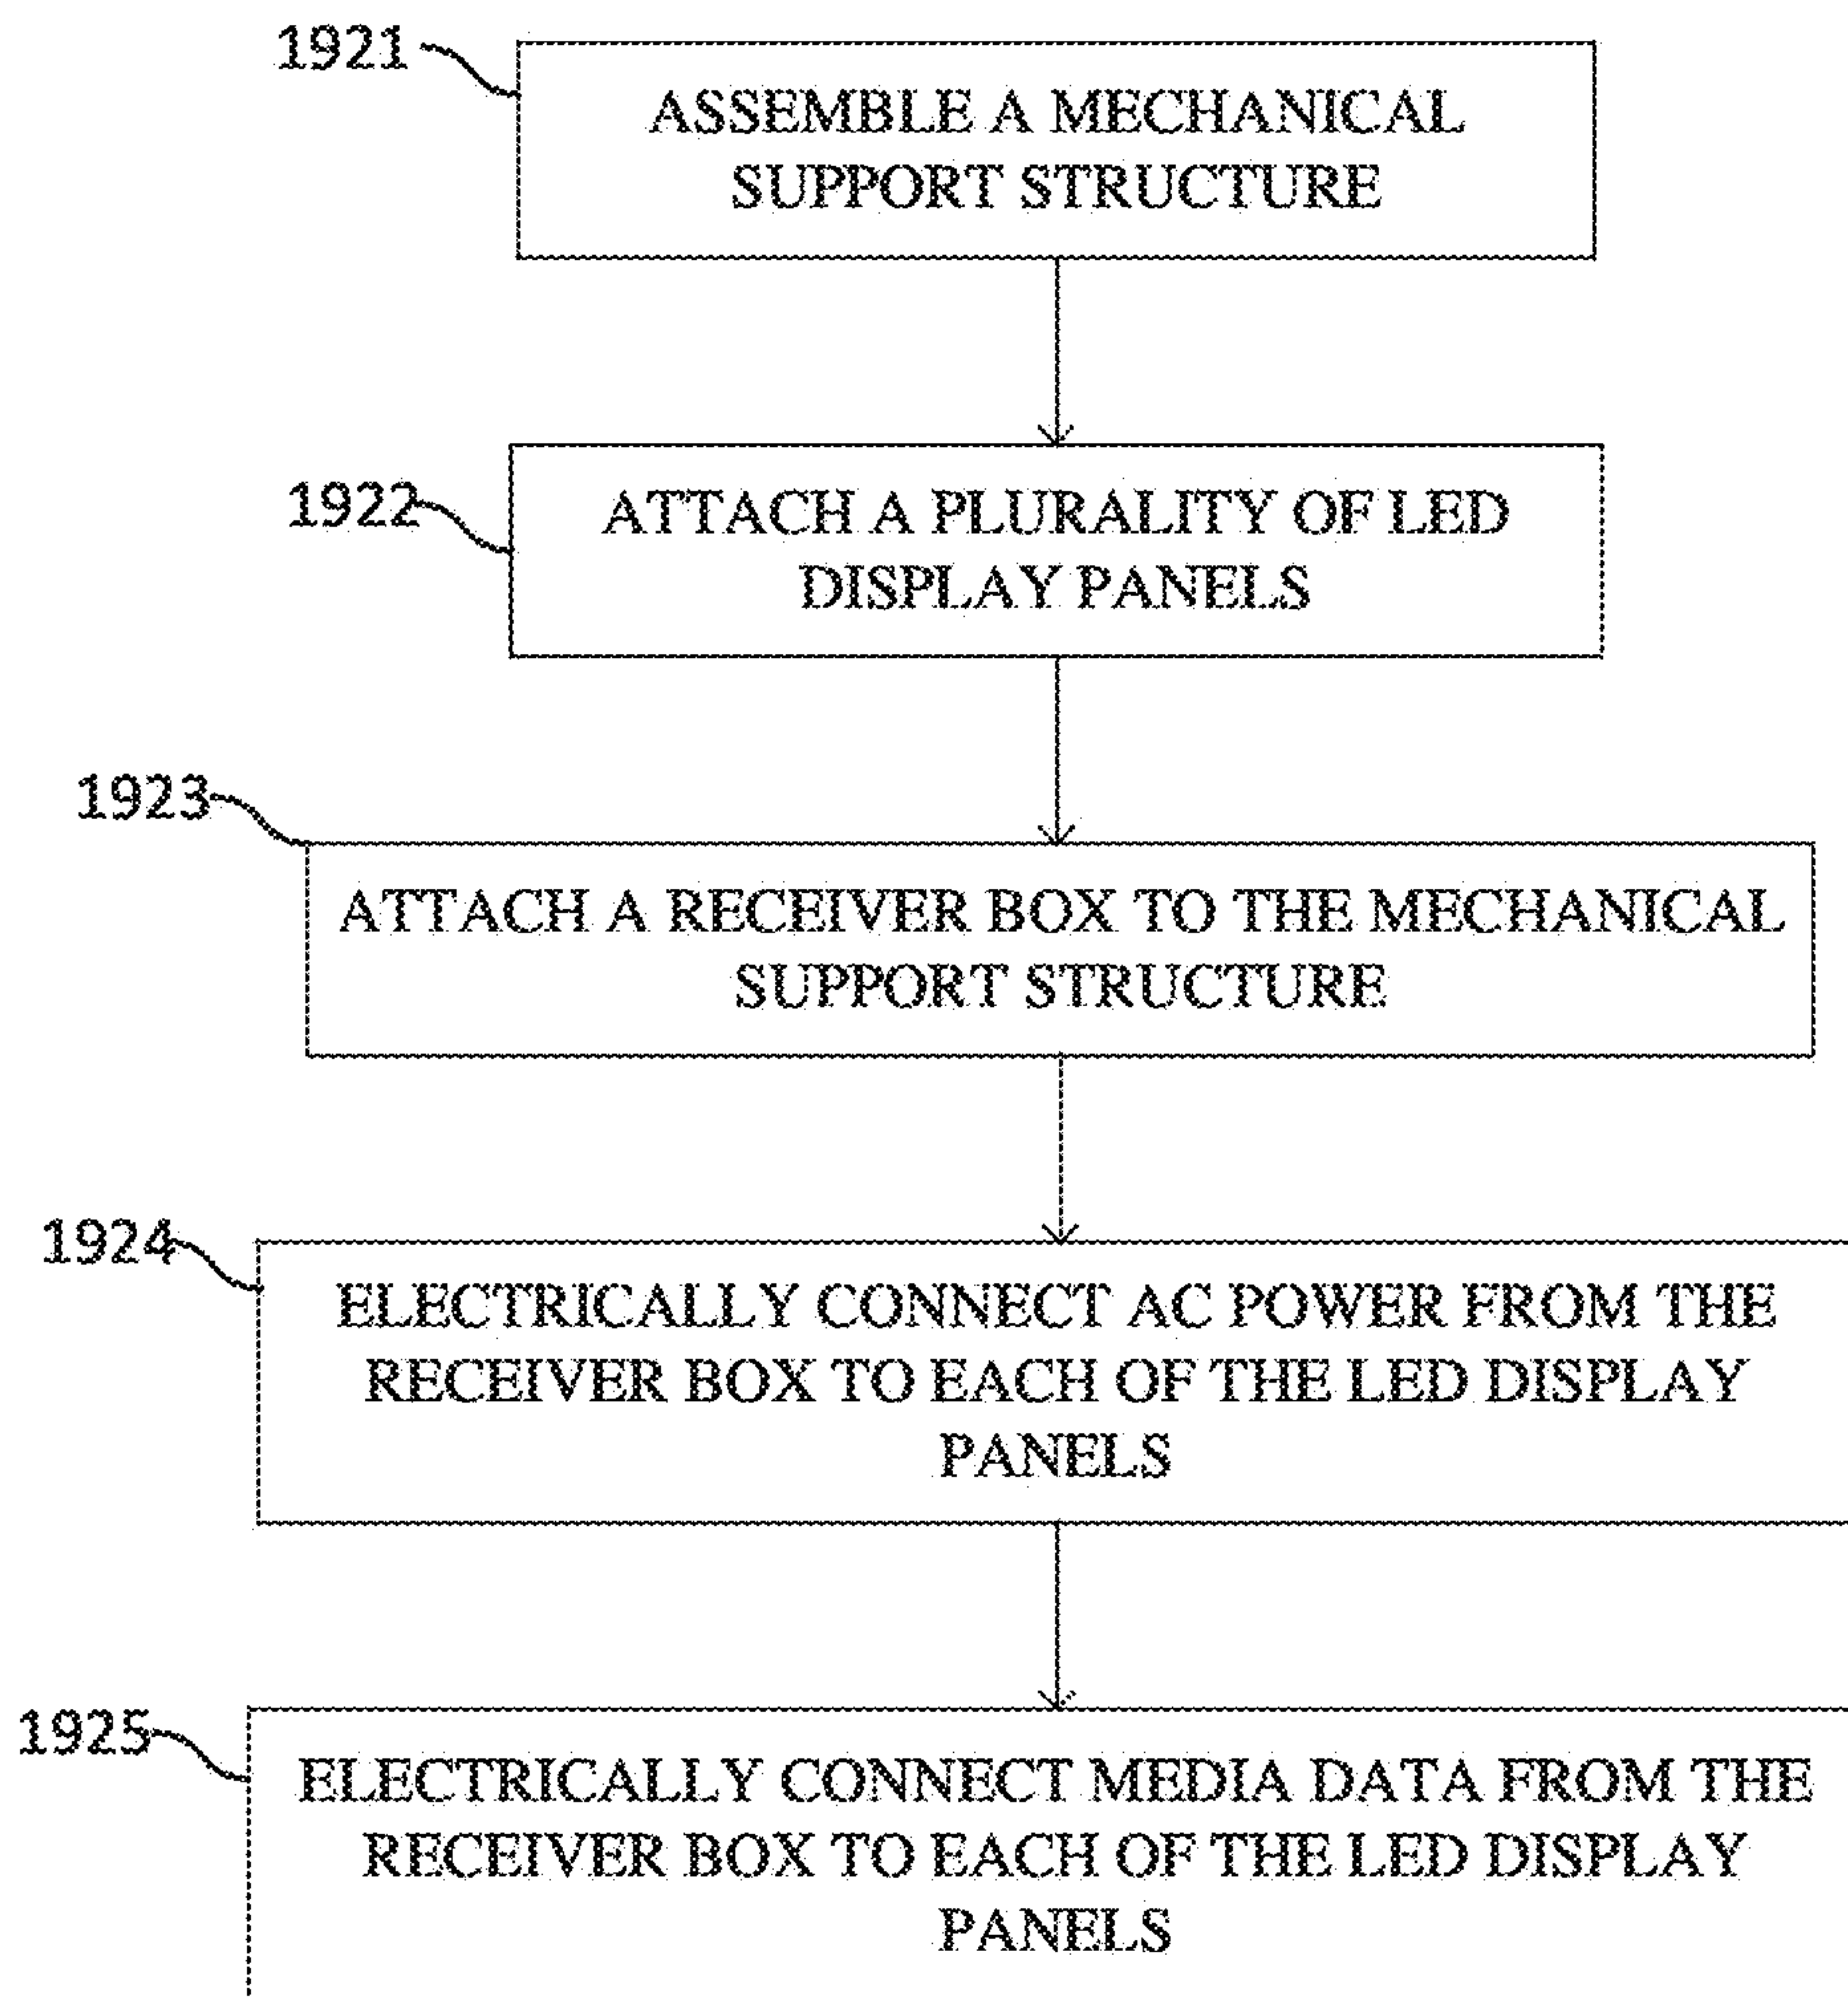 1921
ASSEMBLE A MECHANICAL
SUPPORT STRUCTURE
1922
ATTACH A PLURALITY OF LED
DISPLAY PANELS
1923
ATTACH A RECEIVER BOX TO THE MECHANICAL
SUPPORT STRUCTURE
1924
ELECTRICALLY CONNECT AC POWER FROM THE
RECEIVER BOX TO EACH OF THE LED DISPLAY
PANELS
1925
ELECTRICALLY CONNECT MEDIA DATA FROM THE
RECEIVER BOX TO EACH OF THE LED DISPLAY
PANELS